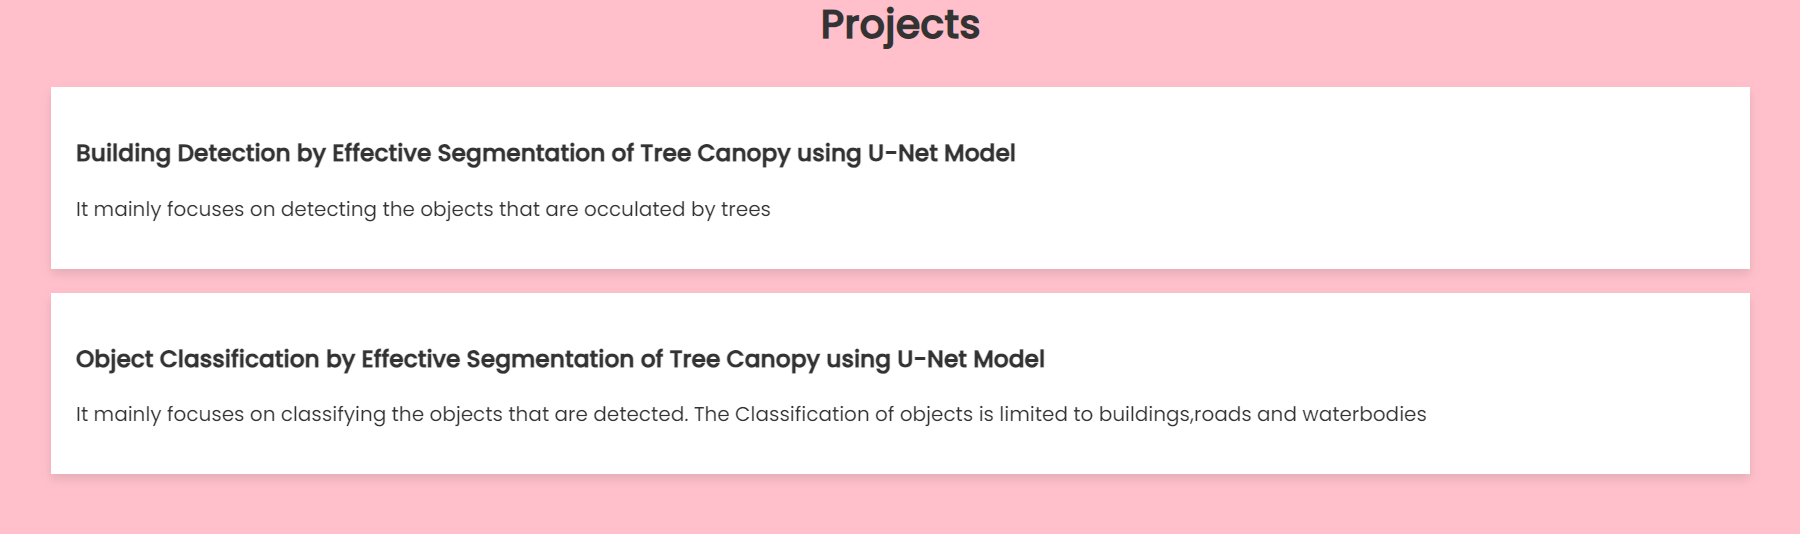 Projects
Building Detection by Effective Segmentation of Tree Canopy using U-Net Model
It mainly focuses on detecting the objects that are occulated by trees
Object Classification by Effective Segmentation of Tree Canopy using U-Net Model
It mainly focuses on classifying the objects that are detected. The Classification of objects is limited to buildings,roads and waterbodies